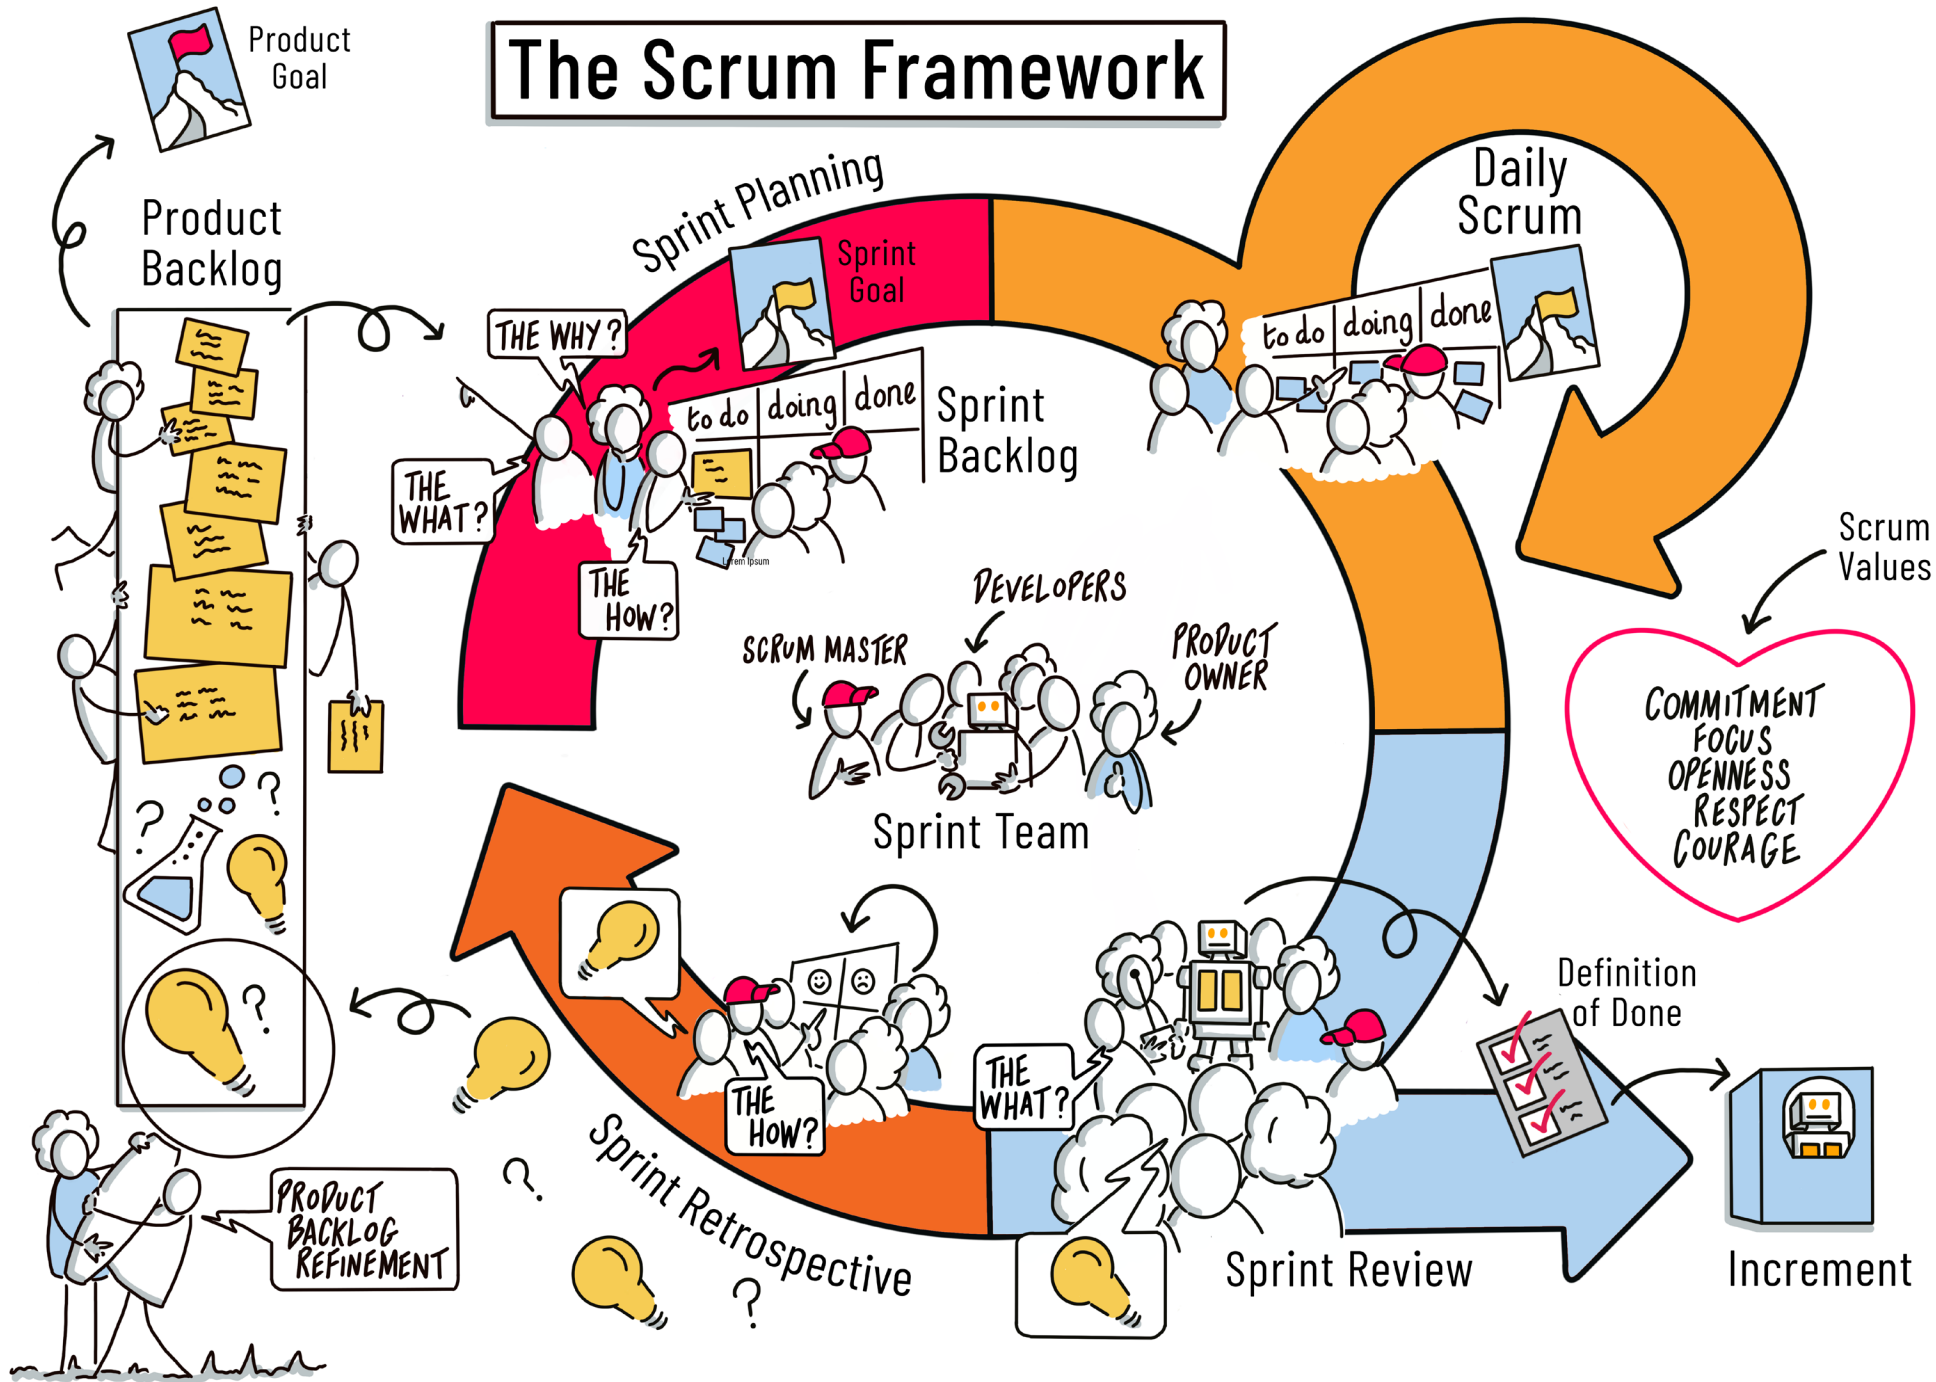 The Scrum Framework
Product
Goal
Product
Backlog
Sprint Planning
Sprint
Goal
THE WHY?
THE
WHAT?
THE
HOW?
to do doing done
Lorem Ipsum
Sprint
Backlog
Daily
Scrum
to do doing done
Scrum
Values
COMMITMENT
FOCUS
OPENNESS
RESPECT
COURAGE
DEVELOPERS
SCRUM MASTER
PRODUCT
OWNER
Sprint Team
? ?
?
Definition
of Done
THE
WHAT?
THE
HOW?
Sprint Retrospective
Sprint Review
Increment
PRODUCT
BACKLOG
REFINEMENT
?
?